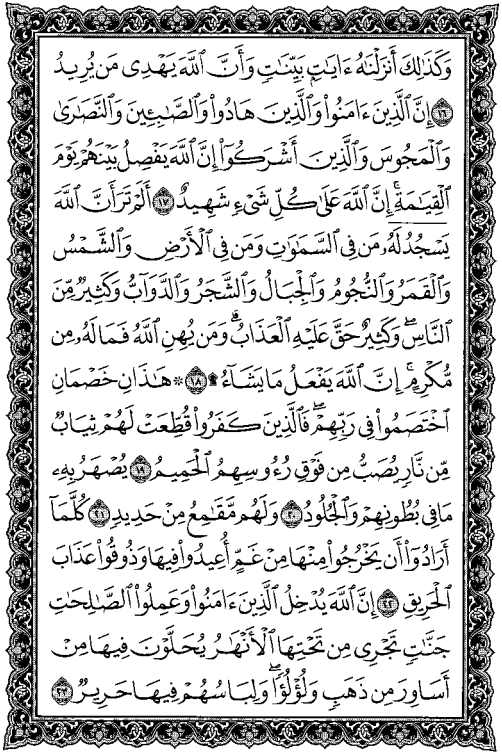 وَكَذَٰلِكَ أَنزَلْنَٰهُ ءَايَٰتٍۭ بَيِّنَٰتٍ وَأَنَّ ٱللَّهَ يَهْدِى مَن يُرِيدُ
۝١٦ إِنَّ ٱلَّذِينَ ءَامَنُوا۟ وَٱلَّذِينَ هَادُوا۟ وَٱلصَّٰبِـِٔينَ وَٱلنَّصَٰرَىٰ
وَٱلْمَجُوسَ وَٱلَّذِينَ أَشْرَكُوٓا۟ إِنَّ ٱللَّهَ يَفْصِلُ بَيْنَهُمْ يَوْمَ
ٱلْقِيَٰمَةِ ۚ إِنَّ ٱللَّهَ عَلَىٰ كُلِّ شَىْءٍ شَهِيدٌ ۝١٧ أَلَمْ تَرَ أَنَّ ٱللَّهَ
يَسْجُدُ لَهُۥ مَن فِى ٱلسَّمَٰوَٰتِ وَمَن فِى ٱلْأَرْضِ وَٱلشَّمْسُ
وَٱلْقَمَرُ وَٱلنُّجُومُ وَٱلْجِبَالُ وَٱلشَّجَرُ وَٱلدَّوَآبُّ وَكَثِيرٌ مِّنَ
ٱلنَّاسِ ۖ وَكَثِيرٌ حَقَّ عَلَيْهِ ٱلْعَذَابُ ۗ وَمَن يُهِنِ ٱللَّهُ فَمَا لَهُۥ مِن
مُّكْرِمٍ ۚ إِنَّ ٱللَّهَ يَفْعَلُ مَا يَشَآءُ ۩ ۝١٨ ۞ هَٰذَانِ خَصْمَانِ
ٱخْتَصَمُوا۟ فِى رَبِّهِمْ ۖ فَٱلَّذِينَ كَفَرُوا۟ قُطِّعَتْ لَهُمْ ثِيَابٌ
مِّن نَّارٍ يُصَبُّ مِن فَوْقِ رُءُوسِهِمُ ٱلْحَمِيمُ ۝١٩ يُصْهَرُ بِهِۦ
مَا فِى بُطُونِهِمْ وَٱلْجُلُودُ ۝٢٠ وَلَهُم مَّقَٰمِعُ مِنْ حَدِيدٍ ۝٢١ كُلَّمَآ
أَرَادُوٓا۟ أَن يَخْرُجُوا۟ مِنْهَا مِنْ غَمٍّ أُعِيدُوا۟ فِيهَا وَذُوقُوا۟ عَذَابَ
ٱلْحَرِيقِ ۝٢٢ إِنَّ ٱللَّهَ يُدْخِلُ ٱلَّذِينَ ءَامَنُوا۟ وَعَمِلُوا۟ ٱلصَّٰلِحَٰتِ
جَنَّٰتٍ تَجْرِى مِن تَحْتِهَا ٱلْأَنْهَٰرُ يُحَلَّوْنَ فِيهَا مِنْ
أَسَاوِرَ مِن ذَهَبٍ وَلُؤْلُؤًا ۖ وَلِبَاسُهُمْ فِيهَا حَرِيرٌ ۝٢٣